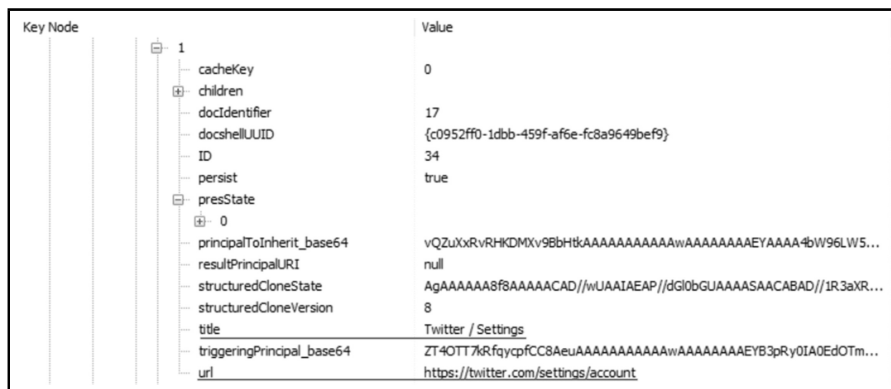 Key Node Value
1
cacheKey 0
children
docIdentifier 17
docshellUUID {c0952ff0-1dbb-459f-af6e-fc8a9649bef9}
ID 34
persist true
presState
0
principalToInherit_base64 vQZuXxRvRHKDMXv9BbHtkAAAAAAAAAAAwAAAAAAAAEYAAAA4bW96LW5...
resultPrincipalURI null
structuredCloneState AgAAAAAA8f8AAAAACAD//wUAAIAEAP//dGl0bGUAAAASAACABAD//1R3aXR...
structuredCloneVersion 8
title Twitter / Settings
triggeringPrincipal_base64 ZT4OTT7kRfqycpfCC8AeuAAAAAAAAAAAwAAAAAAAAEYB3pRy0IA0EdOTm...
url https://twitter.com/settings/account